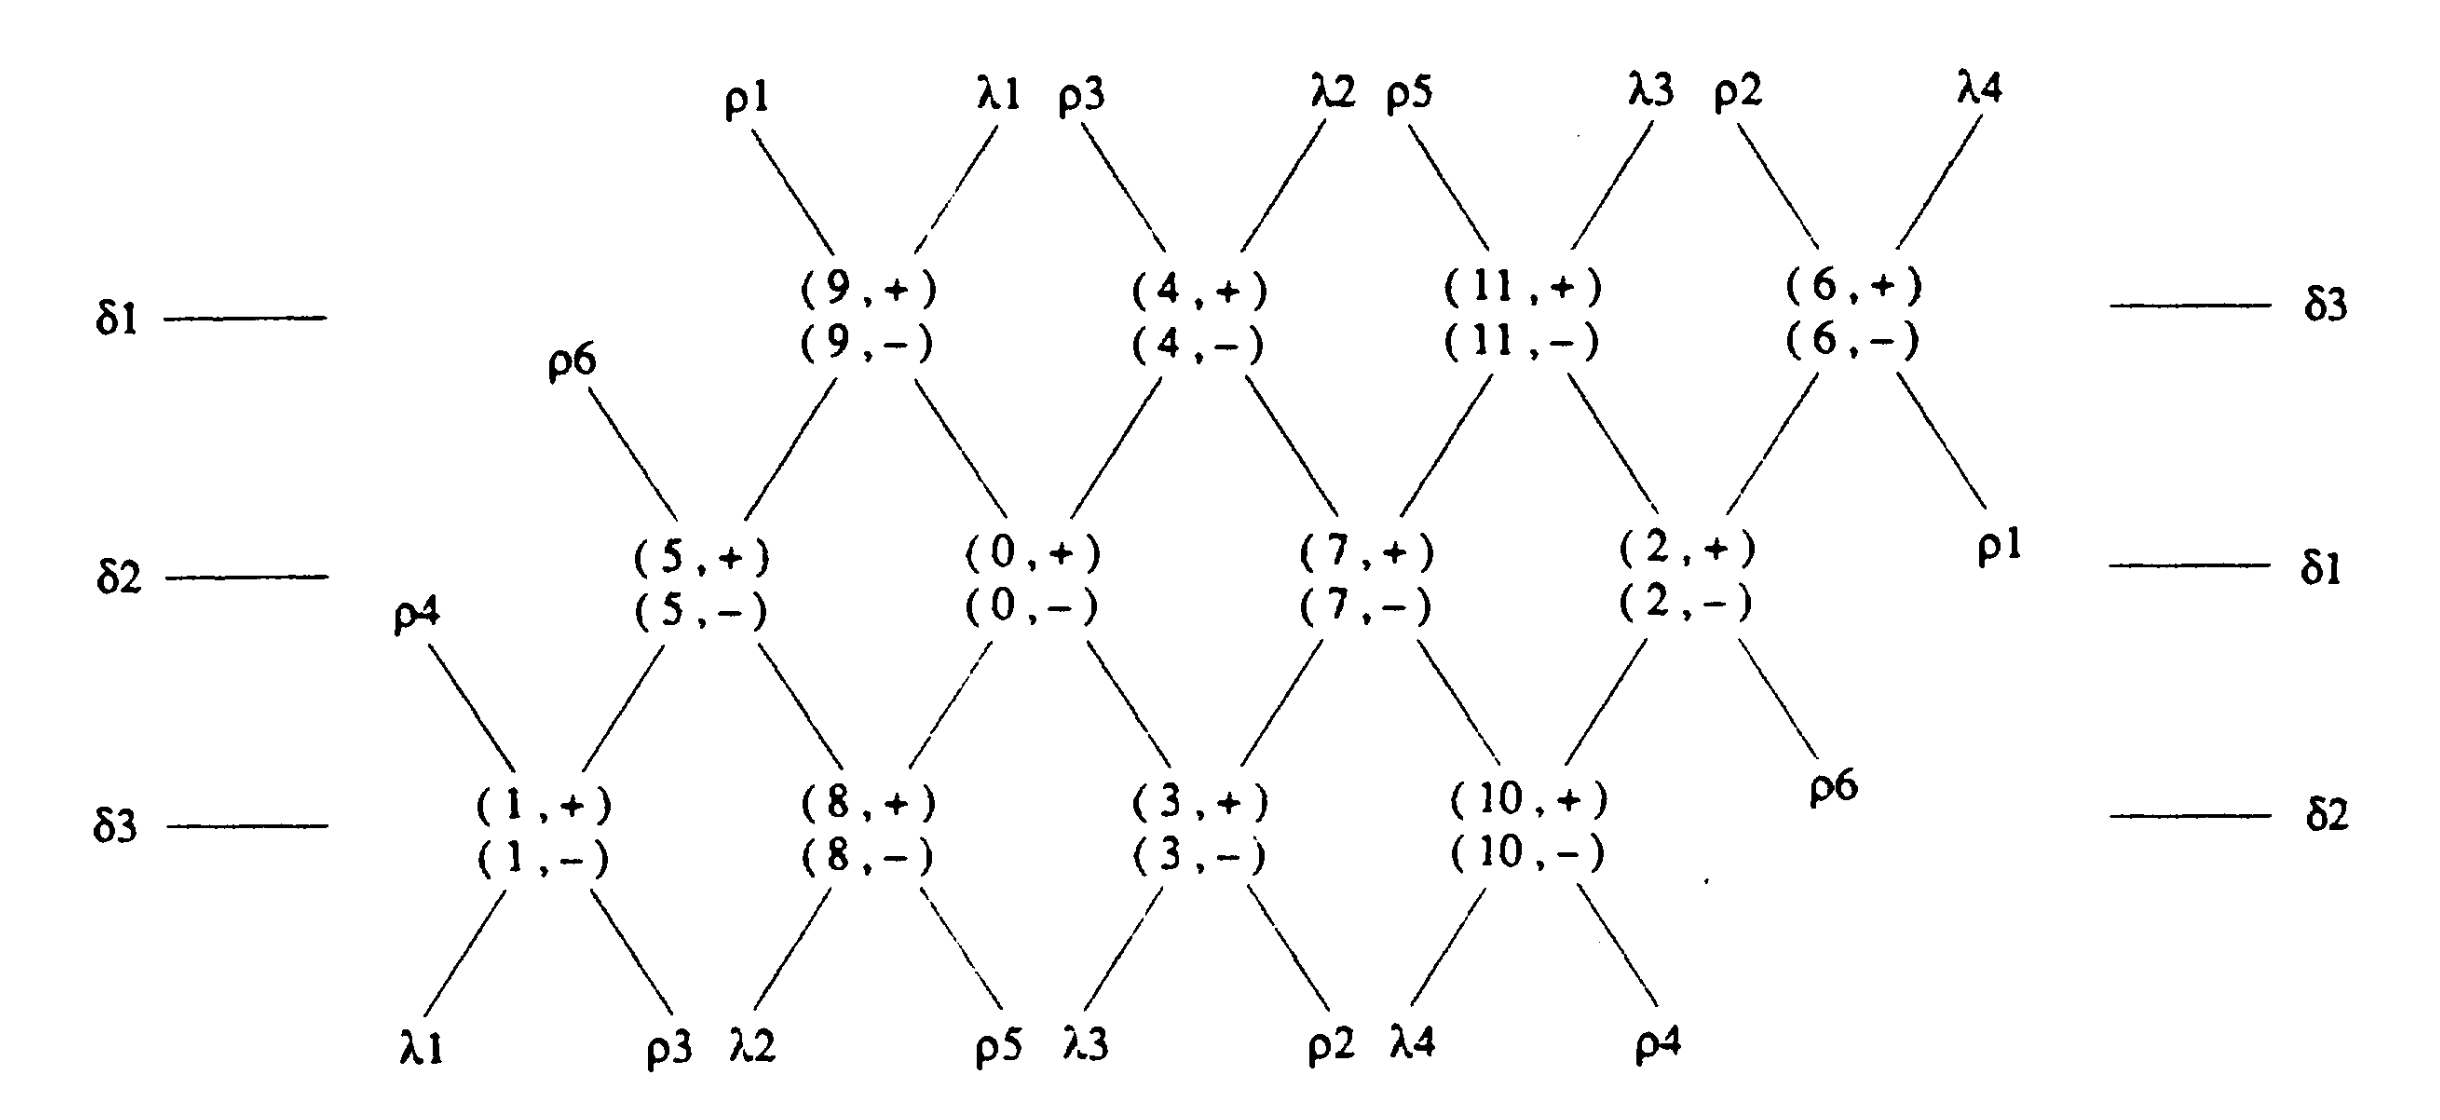 ρ1 λ1 ρ3 λ2 ρ5 λ3 ρ2 λ4
(9,+) (4,+) (11,+) (6,+)
δ1 δ3
(9,-) (4,-) (11,-) (6,-)
ρ6
(5,+) (0,+) (7,+) (2,+) ρ1
δ2 δ1
(5,-) (0,-) (7,-) (2,-)
ρ4
(1,+) (8,+) (3,+) (10,+) ρ6
δ3 δ2
(1,-) (8,-) (3,-) (10,-)
λ1 ρ3 λ2 ρ5 λ3 ρ2 λ4 ρ4